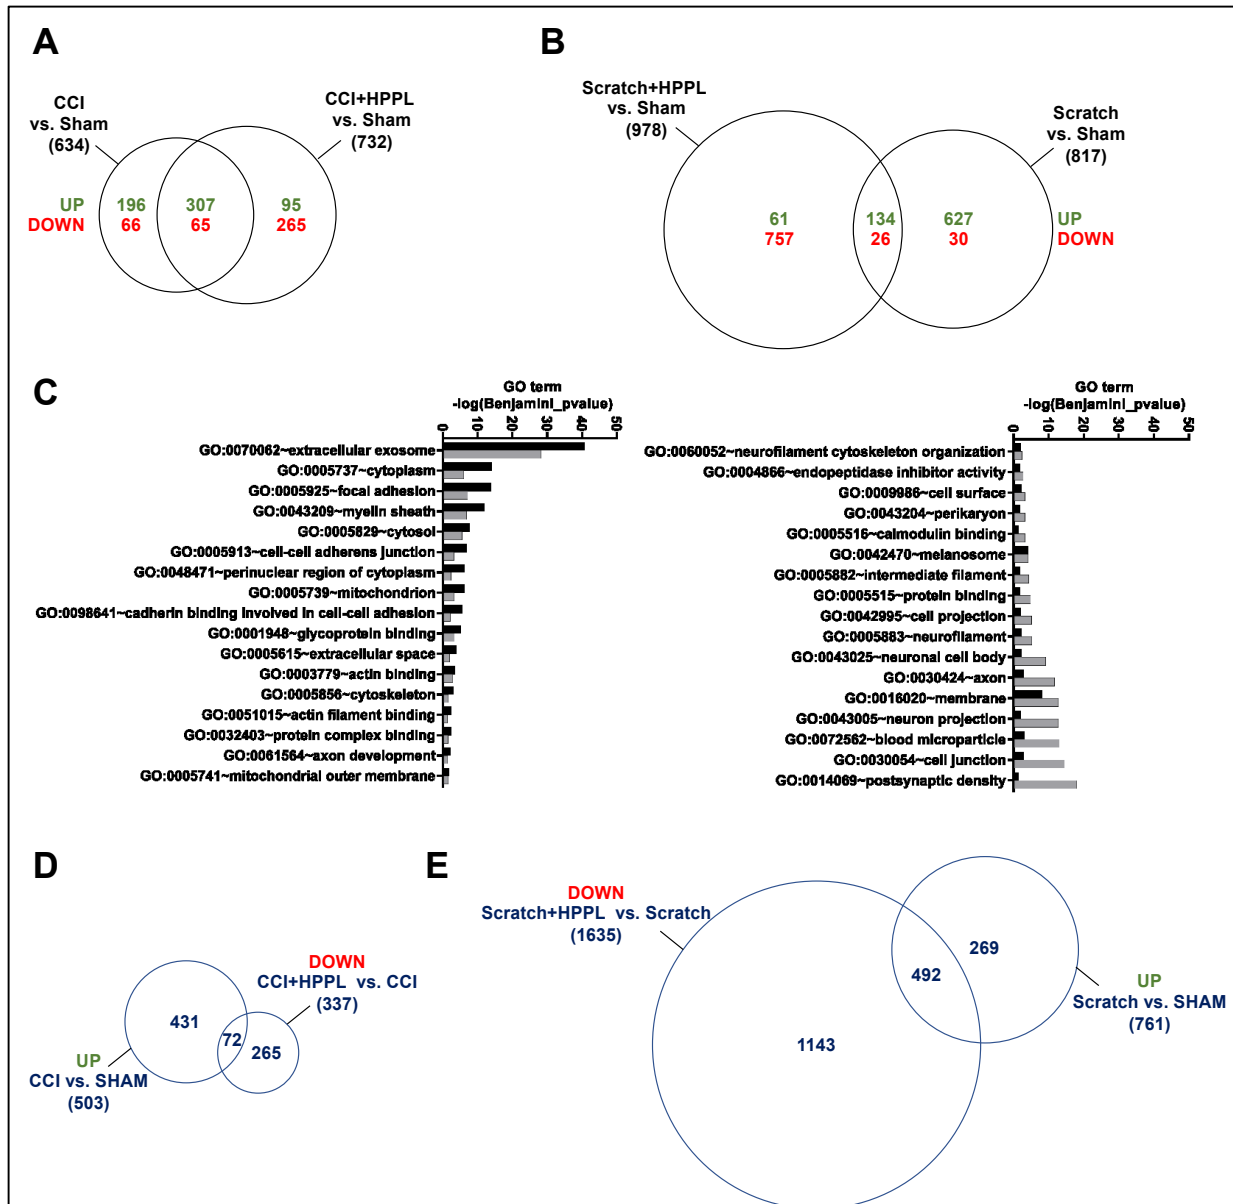 A
CCI
vs. Sham
(634)
CCI+HPPL
vs. Sham
(732)
UP
DOWN
196
66
307
65
95
265
B
Scratch+HPPL
vs. Sham
(978)
Scratch
vs. Sham
(817)
61
757
134
26
627
30
UP
DOWN
C
GO term
-log(Benjamini_pvalue)
0
10
20
30
40
50
GO:0070062~extracellular exosome
GO:0005737~cytoplasm
GO:0005925~focal adhesion
GO:0043209~myelin sheath
GO:0005829~cytosol
GO:0005913~cell-cell adherens junction
GO:0048471~perinuclear region of cytoplasm
GO:0005739~mitochondrion
GO:0098641~cadherin binding involved in cell-cell adhesion
GO:0001948~glycoprotein binding
GO:0005615~extracellular space
GO:0003779~actin binding
GO:0005856~cytoskeleton
GO:0051015~actin filament binding
GO:0032403~protein complex binding
GO:0061564~axon development
GO:0005741~mitochondrial outer membrane
GO term
-log(Benjamini_pvalue)
0
10
20
30
40
50
GO:0060052~neurofilament cytoskeleton organization
GO:0004866~endopeptidase inhibitor activity
GO:0009986~cell surface
GO:0043204~perikaryon
GO:0005516~calmodulin binding
GO:0042470~melanosome
GO:0005882~intermediate filament
GO:0005515~protein binding
GO:0042995~cell projection
GO:0005883~neurofilament
GO:0043025~neuronal cell body
GO:0030424~axon
GO:0016020~membrane
GO:0043005~neuron projection
GO:0072562~blood microparticle
GO:0030054~cell junction
GO:0014069~postsynaptic density
D
DOWN
CCI+HPPL vs. CCI
(337)
431
72
265
UP
CCI vs. SHAM
(503)
E
DOWN
Scratch+HPPL vs. Scratch
(1635)
269
492
1143
UP
Scratch vs. SHAM
(761)